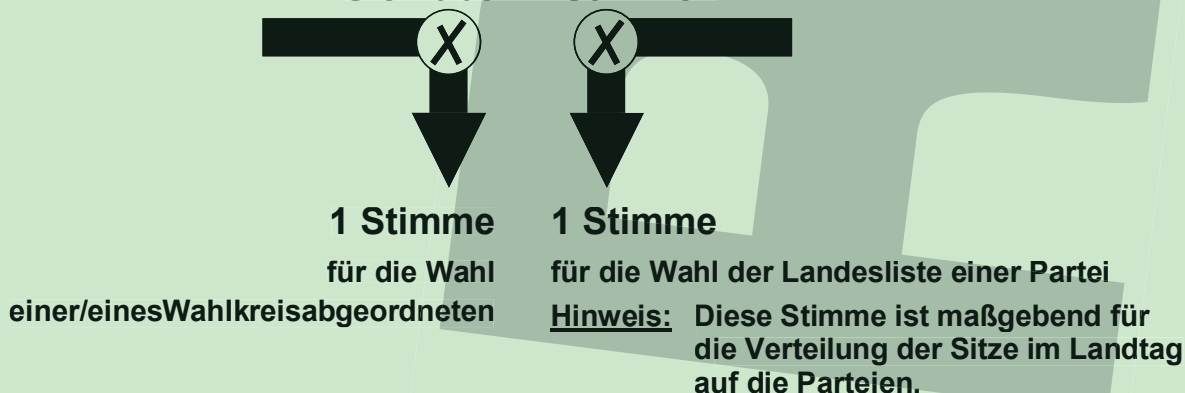 1 Stimme
für die Wahl
einer/einesWahlkreisabgeordneten
1 Stimme
für die Wahl der Landesliste einer Partei
Hinweis: Diese Stimme ist maßgebend für
die Verteilung der Sitze im Landtag
auf die Parteien.